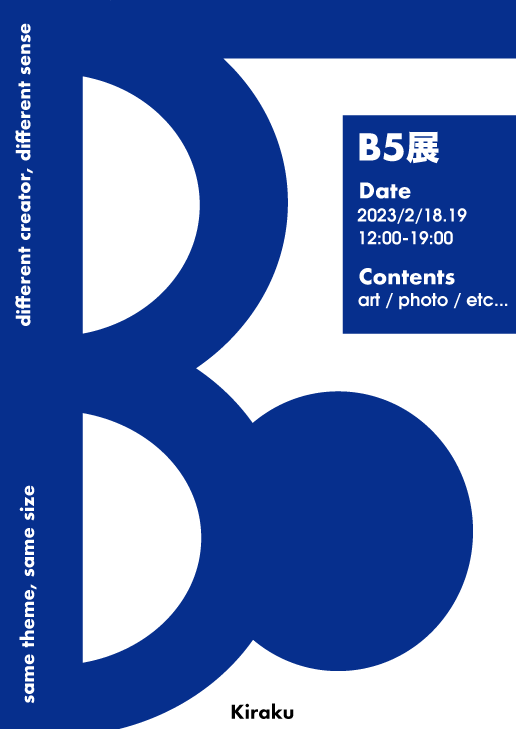 different creator, different sense
same theme, same size
B5展
Date
2023/2/18.19
12:00-19:00
Contents
art / photo / etc...
Kiraku